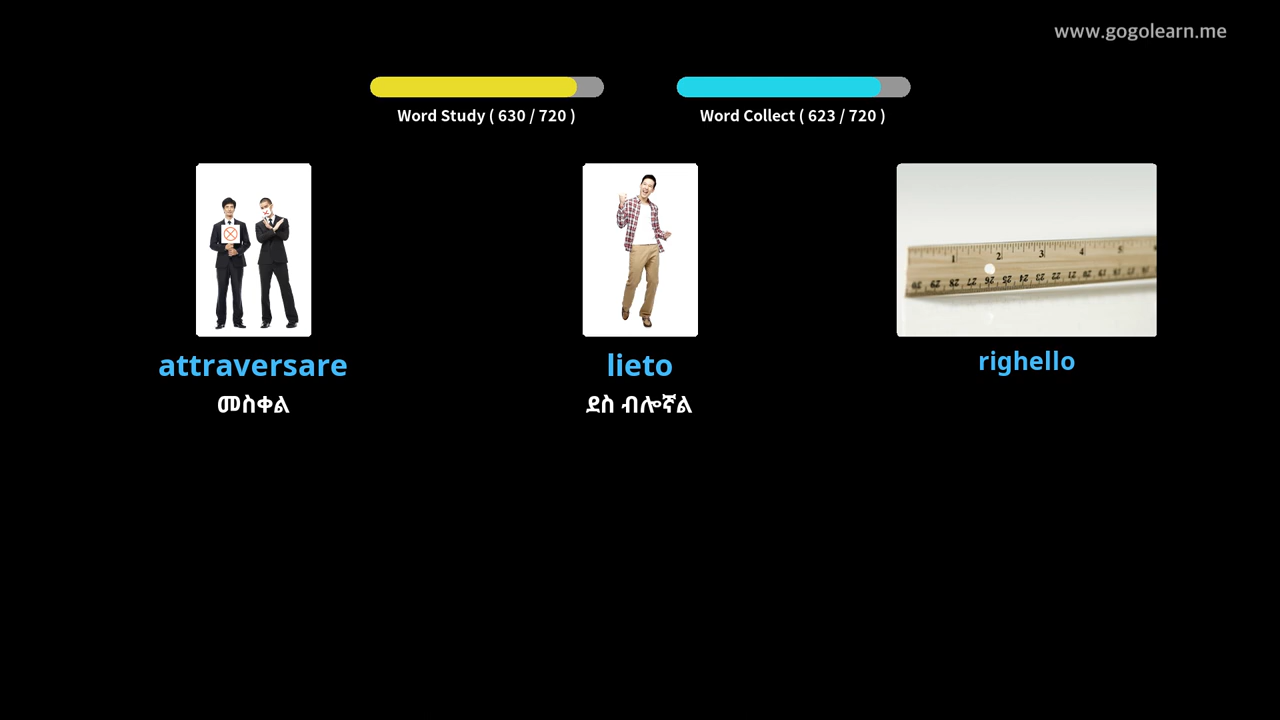 www.gogolearn.me
Word Study ( 630 / 720 )
Word Collect ( 623 / 720 )
attraversare
lieto
righello
መስቀል
ደስ ብሎኛል